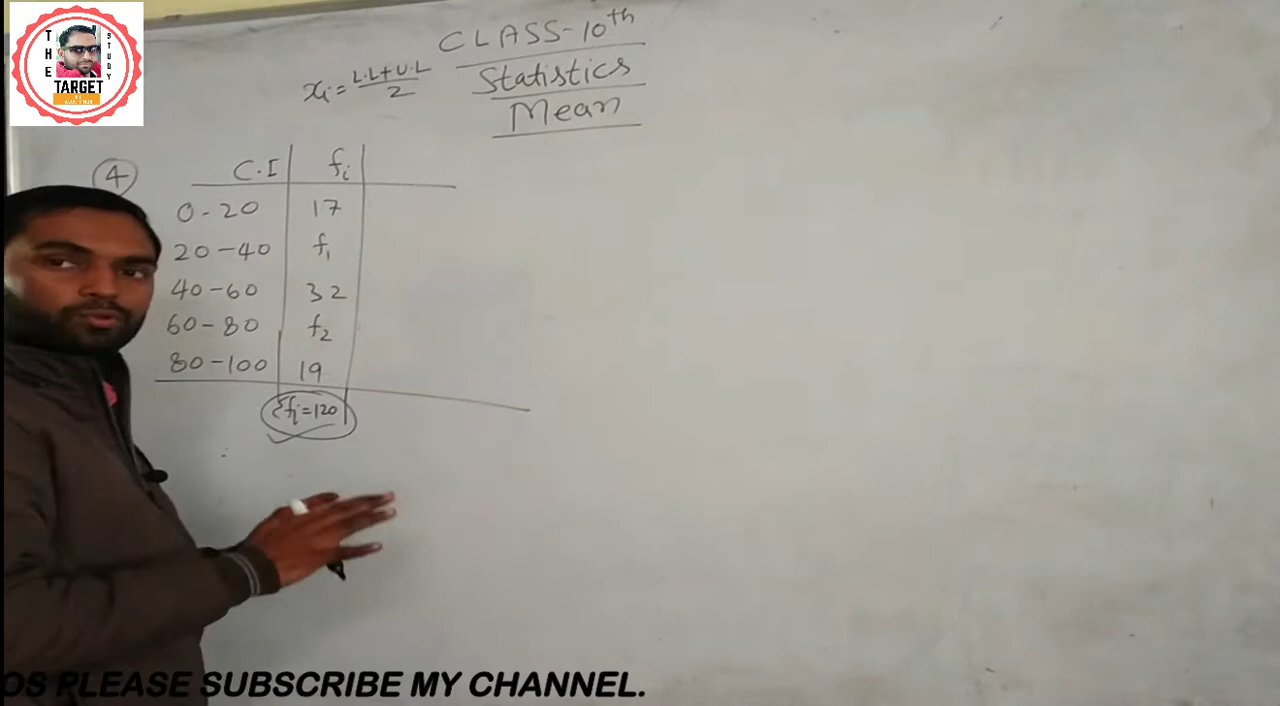 THE
STUDY
TARGET
CLASS-10th
xi = L.L+U.L
2
Statistics
Mean
4
C.I fi
0-20 17
20-40 f1
40-60 32
60-80 f2
80-100 19
Σfi=120
OS PLEASE SUBSCRIBE MY CHANNEL.